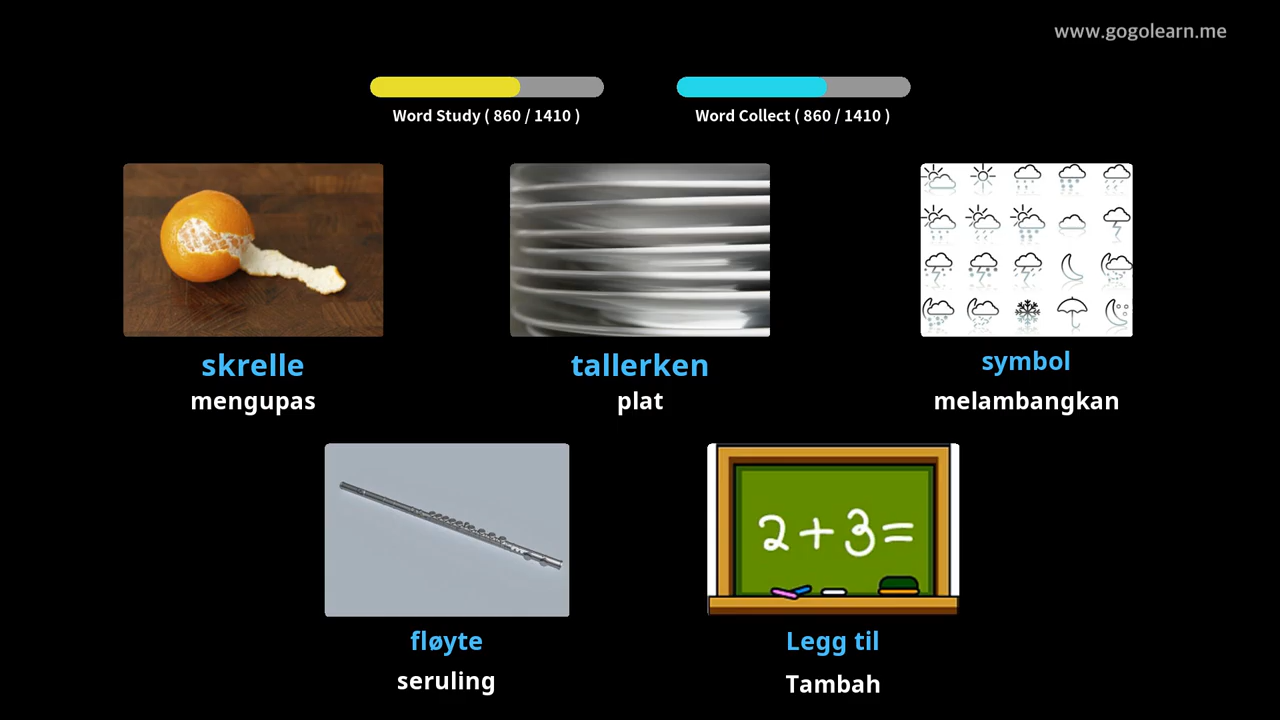 www.gogolearn.me
Word Study ( 860 / 1410 )
Word Collect ( 860 / 1410 )
skrelle
mengupas
tallerken
plat
symbol
melambangkan
2+3=
fløyte
seruling
Legg til
Tambah